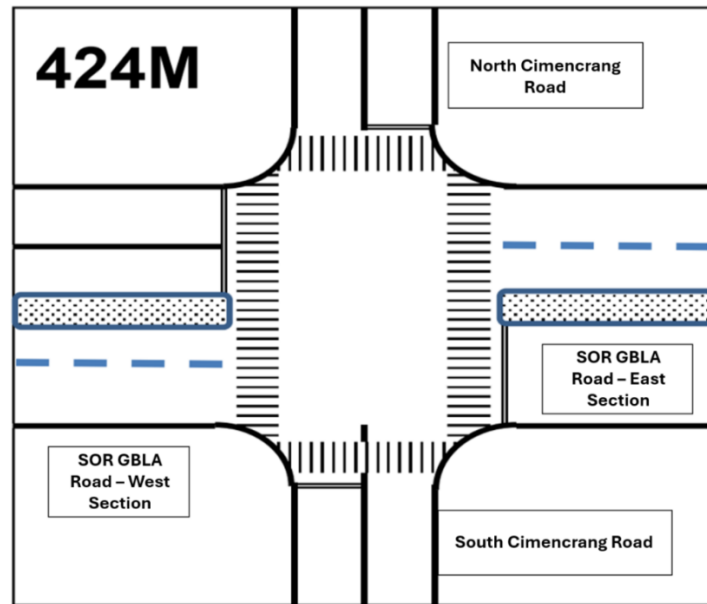 424M
North Cimencrang
Road
SOR GBLA
Road – East
Section
SOR GBLA
Road – West
Section
South Cimencrang Road